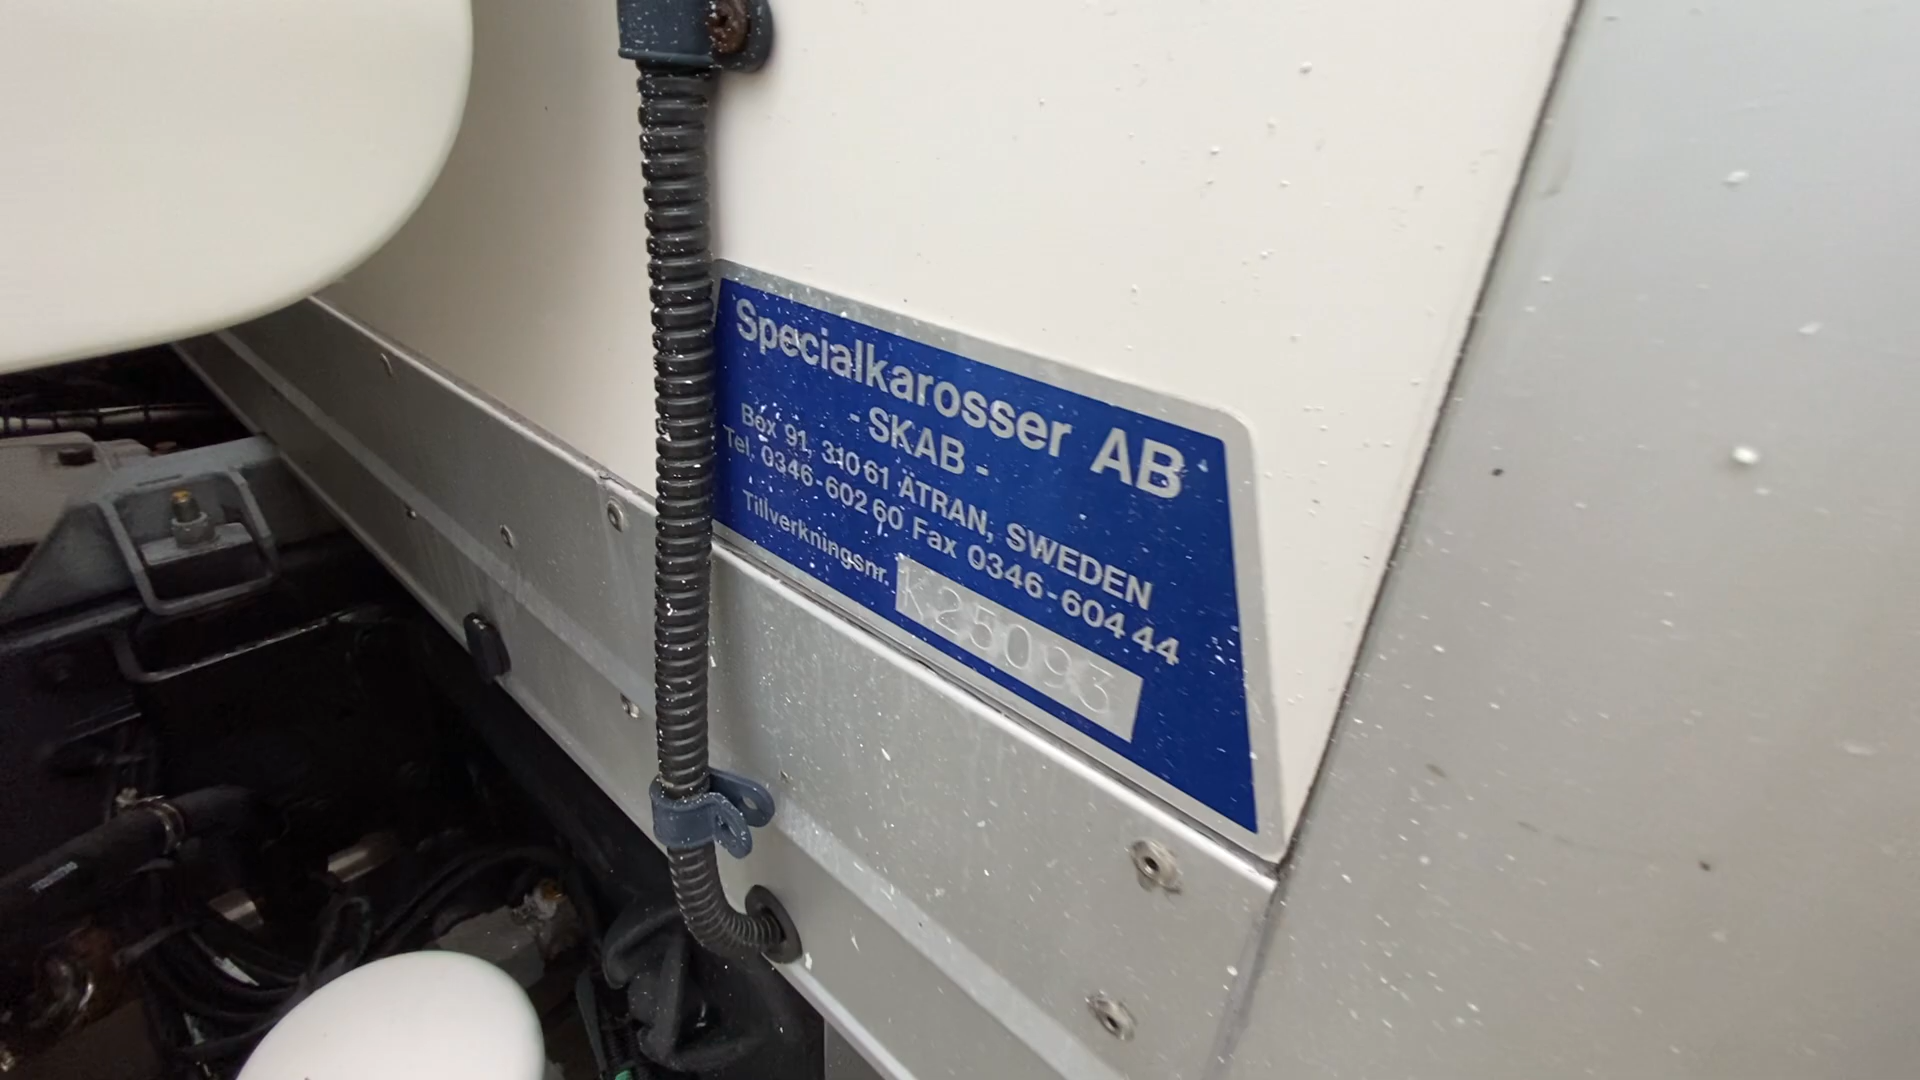 Specialkarosser AB
- SKAB -
Box 91, 310 61 ÄTRAN, SWEDEN
Tel. 0346-602 60 Fax 0346-604 44
Tillverkningsnr. K25093